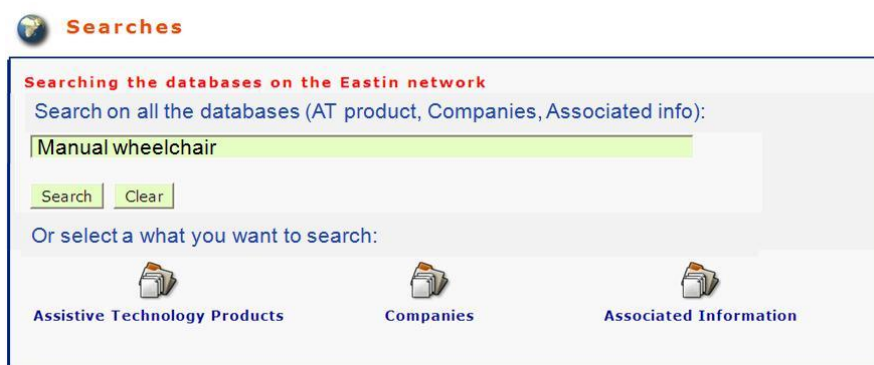 Searches
Searching the databases on the Eastin network
Search on all the databases (AT product, Companies, Associated info):
Manual wheelchair
Search Clear
Or select a what you want to search:
Assistive Technology Products Companies Associated Information